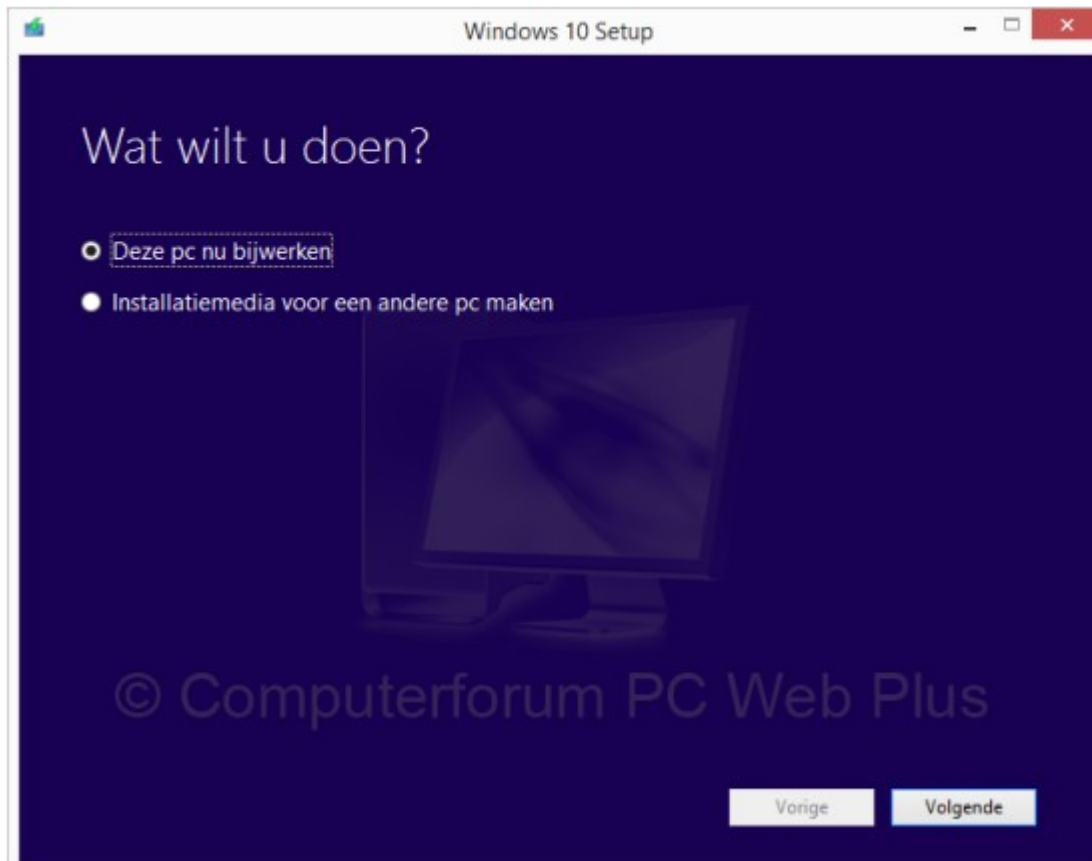 Windows 10 Setup
Wat wilt u doen?
Deze pc nu bijwerken
Installatiemedia voor een andere pc maken
© Computerforum PC Web Plus
Vorige
Volgende